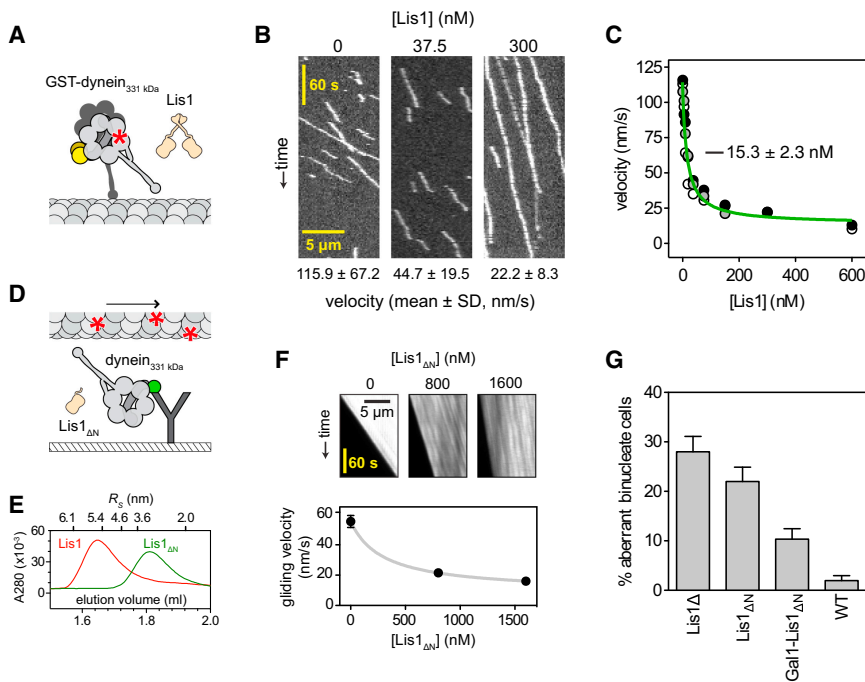 A
GST-dynein331 kDa
Lis1
B
[Lis1] (nM)
0 37.5 300
60 s
←time
5 µm
115.9 ± 67.2 44.7 ± 19.5 22.2 ± 8.3
velocity (mean ± SD, nm/s)
C
125
100
75
50
25
0
velocity (nm/s)
15.3 ± 2.3 nM
0 200 400 600
[Lis1] (nM)
D
dynein331 kDa
Lis1ΔN
E
RS (nm)
6.1 5.4 4.6 3.6 2.0
A280 (x10-3)
60
30
0
Lis1
Lis1ΔN
elution volume (ml)
1.6 1.8 2.0
F
[Lis1ΔN] (nM)
0 800 1600
5 µm
←time
60 s
gliding velocity
(nm/s)
60
40
20
0
0 500 1000 1500
[Lis1ΔN] (nM)
G
% aberrant binucleate cells
40
30
20
10
0
Lis1Δ
Lis1ΔN
Gal1-Lis1ΔN
WT